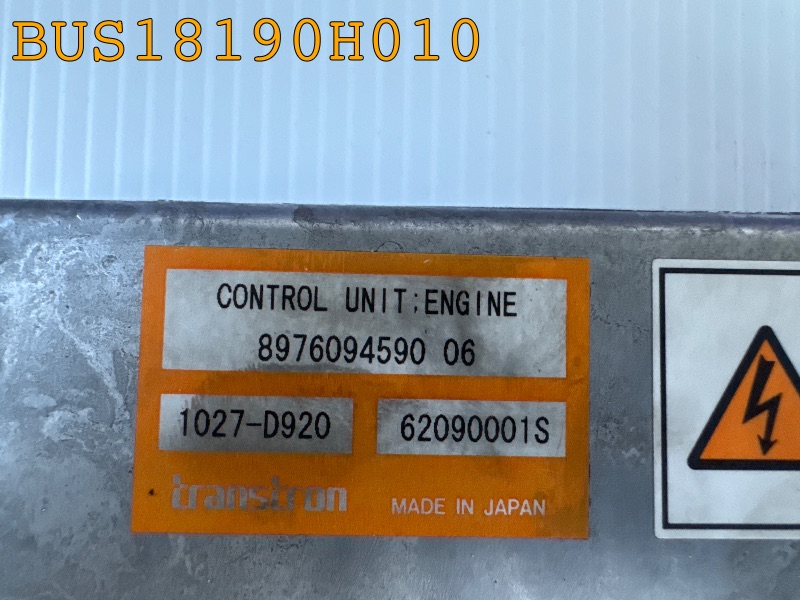 BUS18190H010
CONTROL UNIT;ENGINE
8976094590 06
1027-D920
62090001S
transtron
MADE IN JAPAN